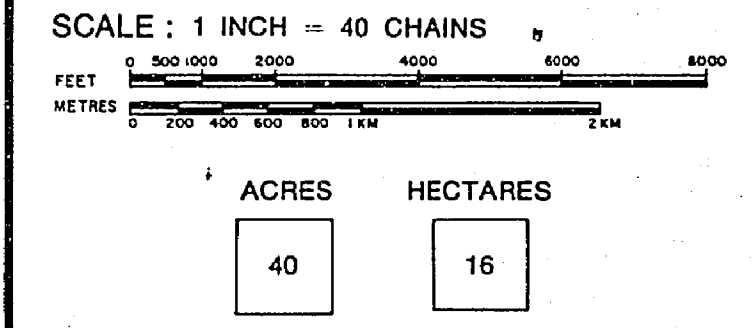 SCALE : 1 INCH = 40 CHAINS
0 500 1000 2000 4000 6000 8000
FEET
METRES
0 200 400 600 800 1 KM 2 KM
ACRES HECTARES
40 16